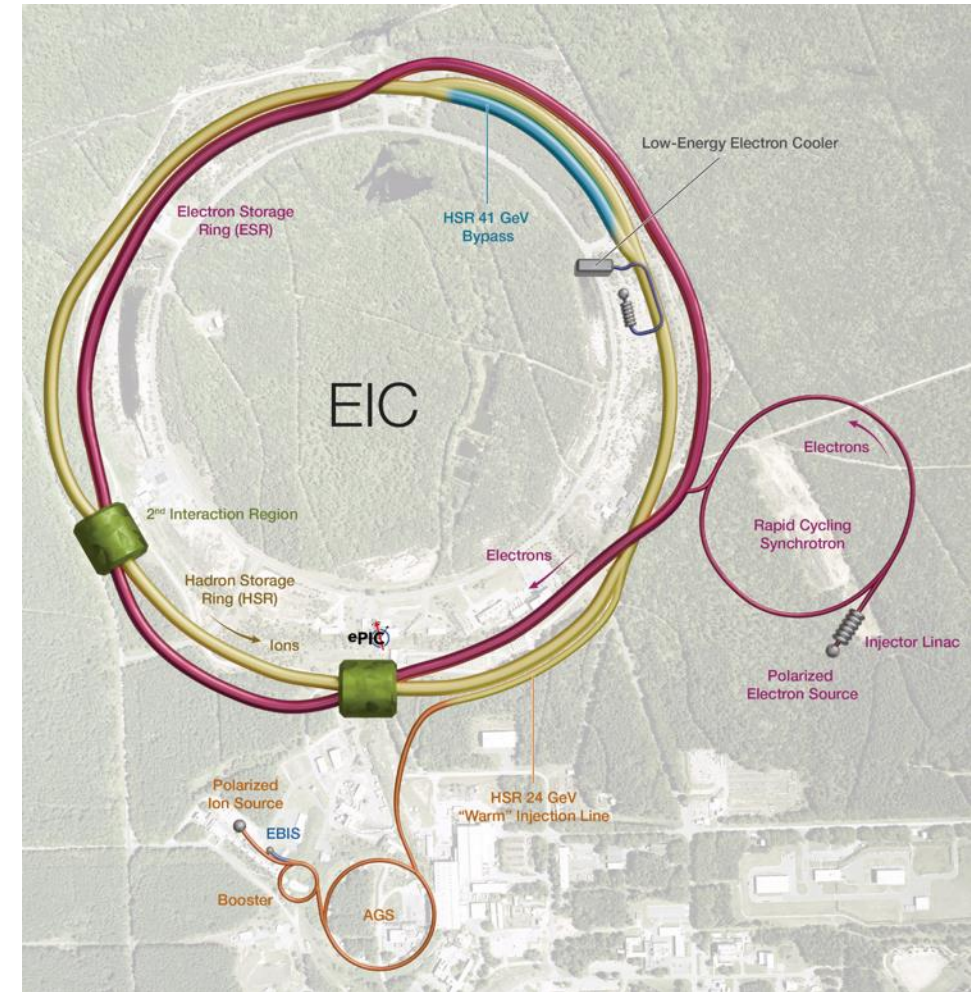 Low-Energy Electron Cooler
Electron Storage
Ring (ESR)
HSR 41 GeV
Bypass
EIC
Electrons
2nd Interaction Region
Rapid Cycling
Synchrotron
Electrons
Hadron Storage
Ring (HSR)
Ions
ePIC
Injector Linac
Polarized
Electron Source
Polarized
Ion Source
HSR 24 GeV
"Warm" Injection Line
EBIS
Booster
AGS